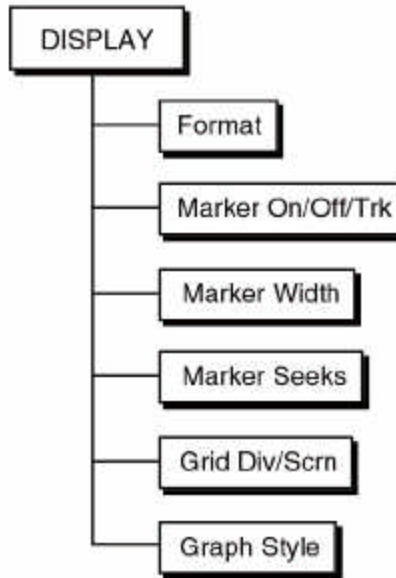 DISPLAY
Format
Marker On/Off/Trk
Marker Width
Marker Seeks
Grid Div/Scrn
Graph Style